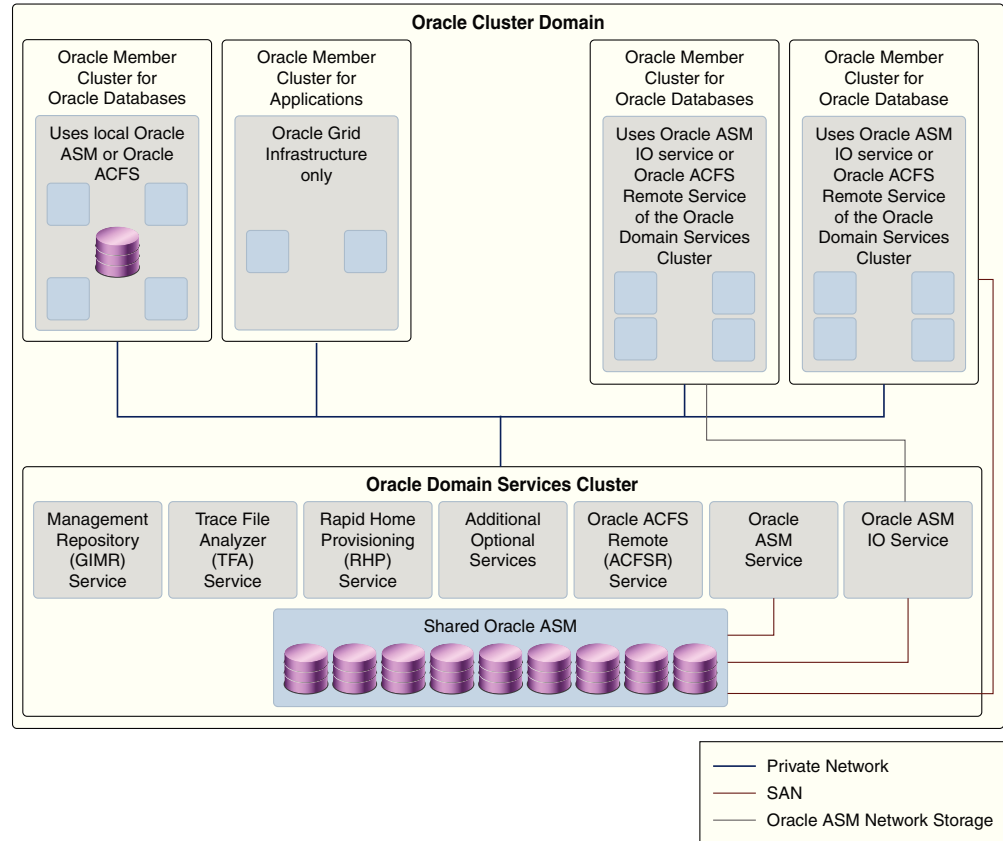 Oracle Cluster Domain
Oracle Member
Cluster for
Oracle Databases
Uses local Oracle
ASM or Oracle
ACFS
Oracle Member
Cluster for
Applications
Oracle Grid
Infrastructure
only
Oracle Member
Cluster for
Oracle Databases
Uses Oracle ASM
IO service or
Oracle ACFS
Remote Service
of the Oracle
Domain Services
Cluster
Oracle Member
Cluster for
Oracle Database
Uses Oracle ASM
IO service or
Oracle ACFS
Remote Service
of the Oracle
Domain Services
Cluster
Oracle Domain Services Cluster
Management
Repository
(GIMR)
Service
Trace File
Analyzer
(TFA)
Service
Rapid Home
Provisioning
(RHP)
Service
Additional
Optional
Services
Oracle ACFS
Remote
(ACFSR)
Service
Oracle
ASM
Service
Oracle ASM
IO Service
Shared Oracle ASM
Private Network
SAN
Oracle ASM Network Storage